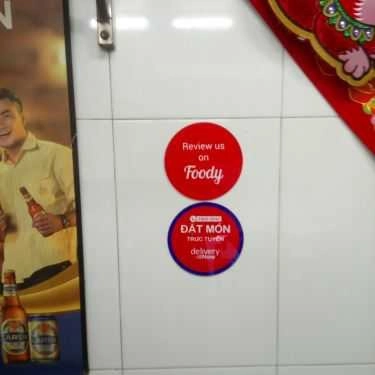 N
Review us
on
Foody
ĐẶT MÓN
TRỰC TUYẾN
delivery